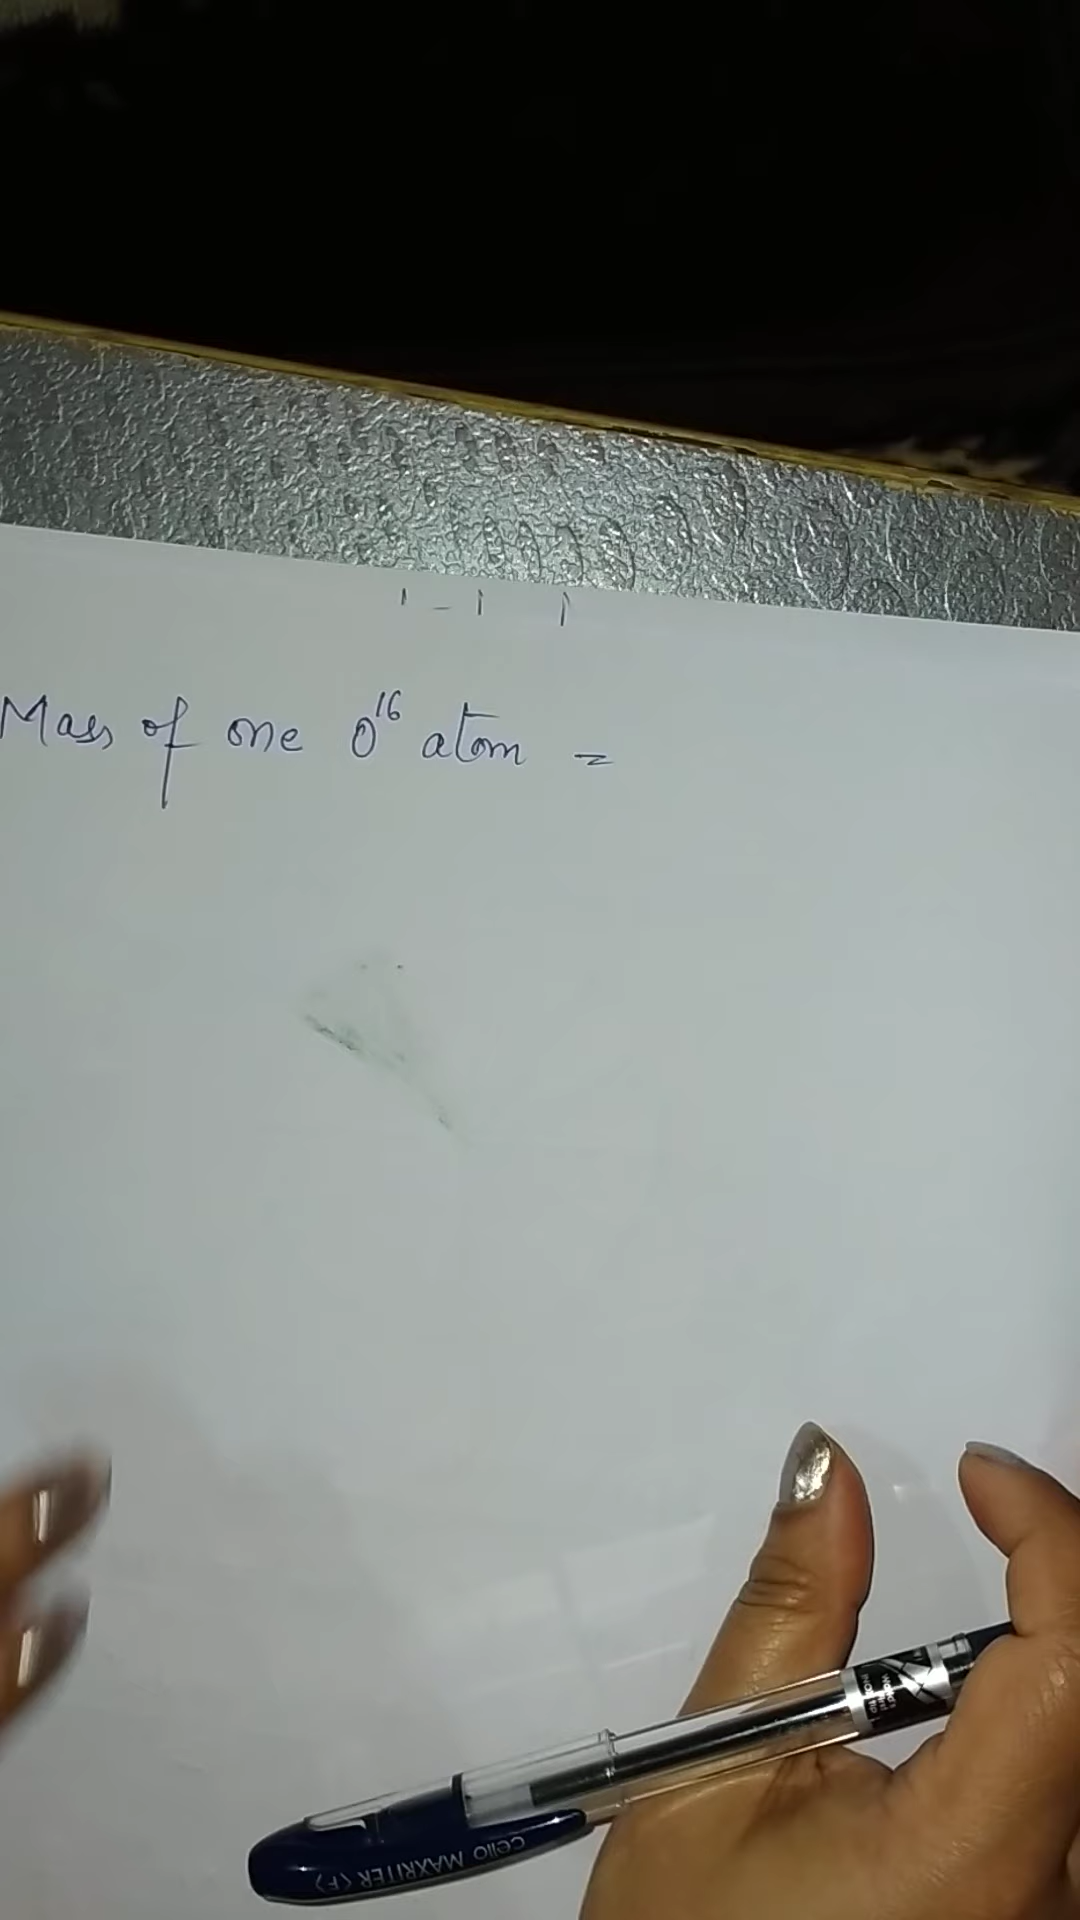 Mass of one O¹⁶ atom =
Cello MAXRITER (F)